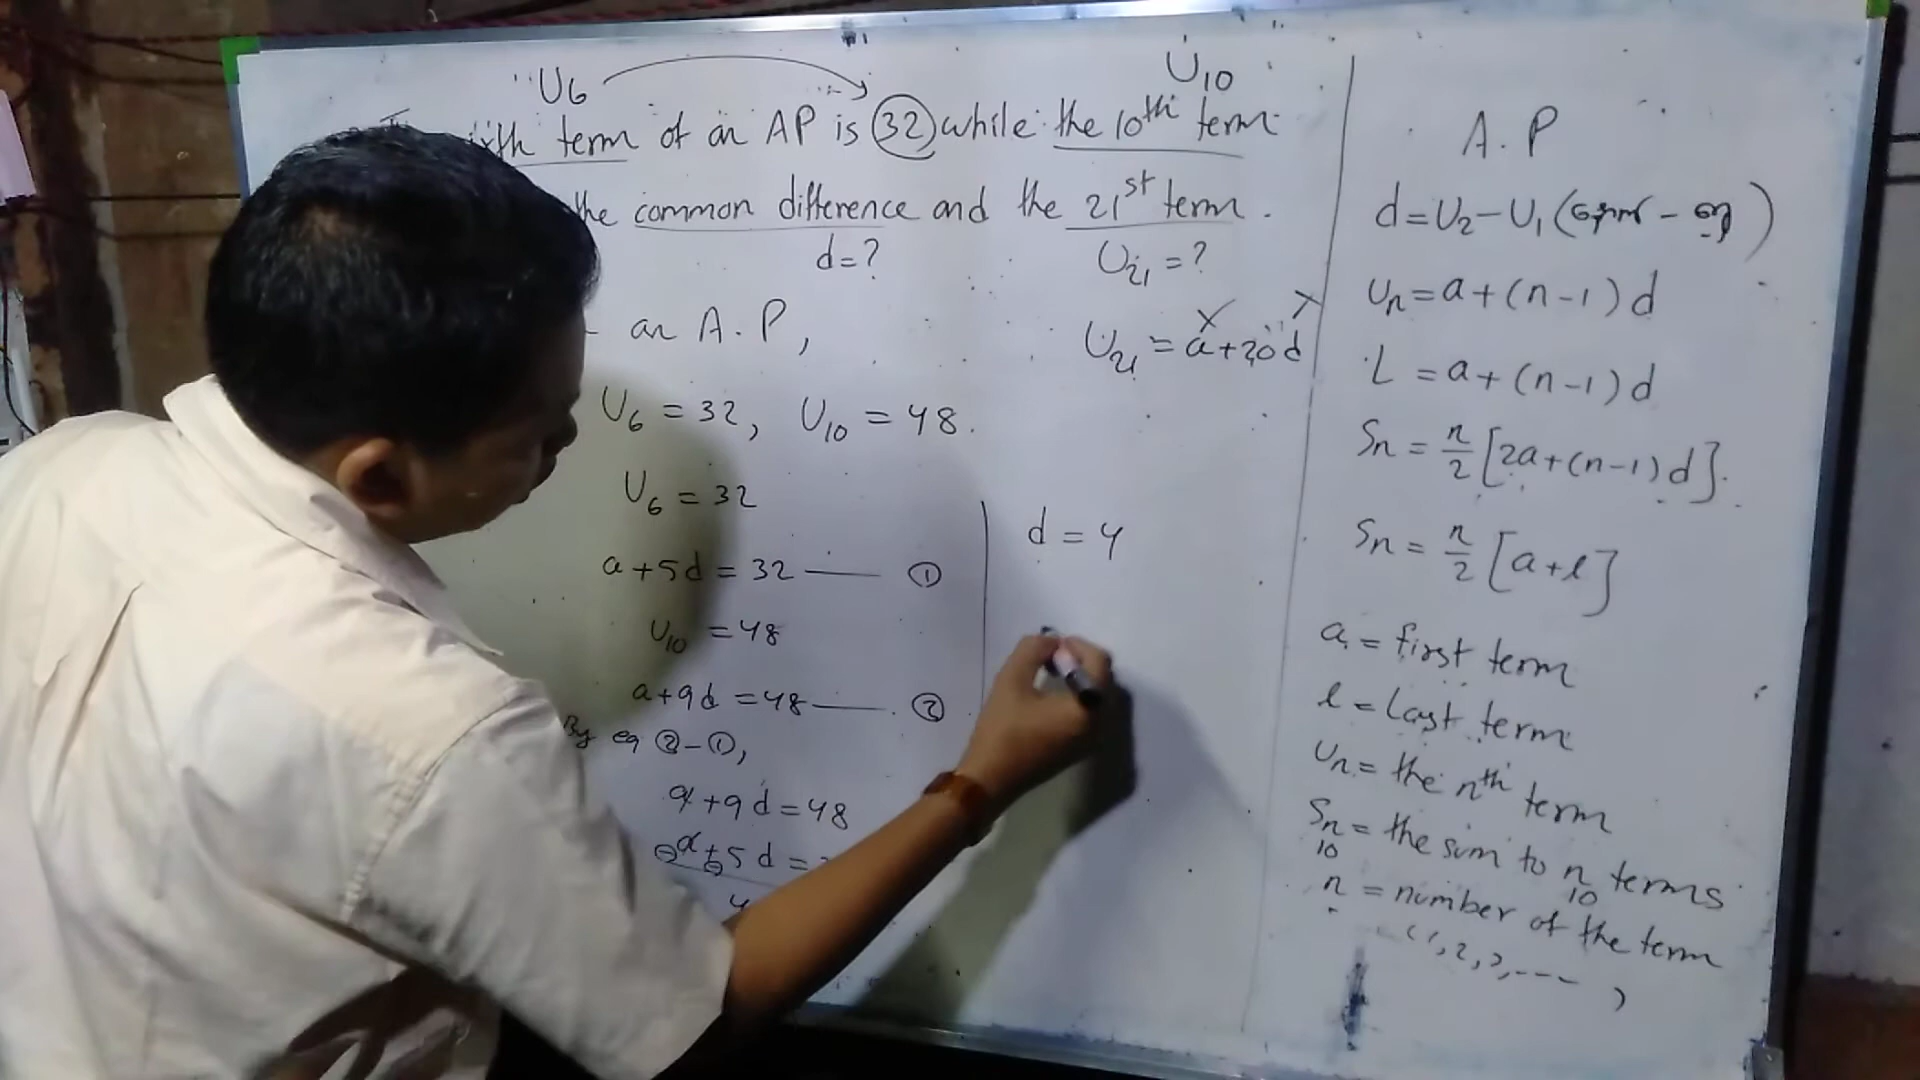 U6 U10
term of an AP is 32 while the 10th term
the common difference and the 21st term.
d=? U21=?
an A.P,
U21 = a+20d
U6 = 32, U10 = 48.
U6 = 32
a+5d = 32 —— ①
U10 = 48
a+9d = 48 —— ②
By eq ②-①,
a+9d = 48
a+5d =
4
d = 4
A.P
d=U2-U1
Un=a+(n-1)d
L=a+(n-1)d
Sn = n/2 [2a+(n-1)d].
Sn = n/2 [a+l]
a = first term
l = last term
Un = the nth term
Sn = the sum to n terms
10 10
n = number of the term
(1,2,3,---- )